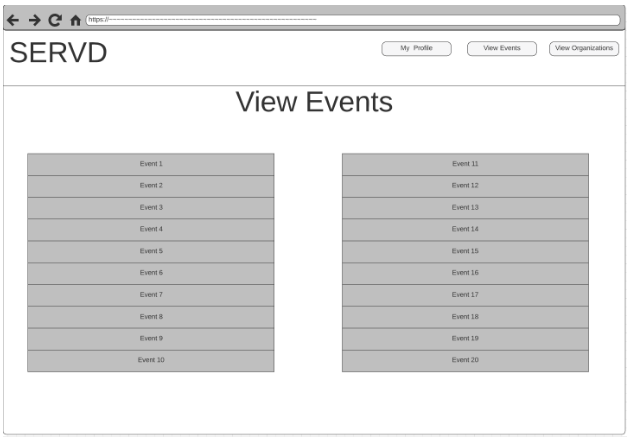 https://~~~~~~~~~~~~~~~~~~~~~~~~~~~~~~~~~~~~~~~~
SERVD
My Profile
View Events
View Organizations
View Events
Event 1
Event 2
Event 3
Event 4
Event 5
Event 6
Event 7
Event 8
Event 9
Event 10
Event 11
Event 12
Event 13
Event 14
Event 15
Event 16
Event 17
Event 18
Event 19
Event 20